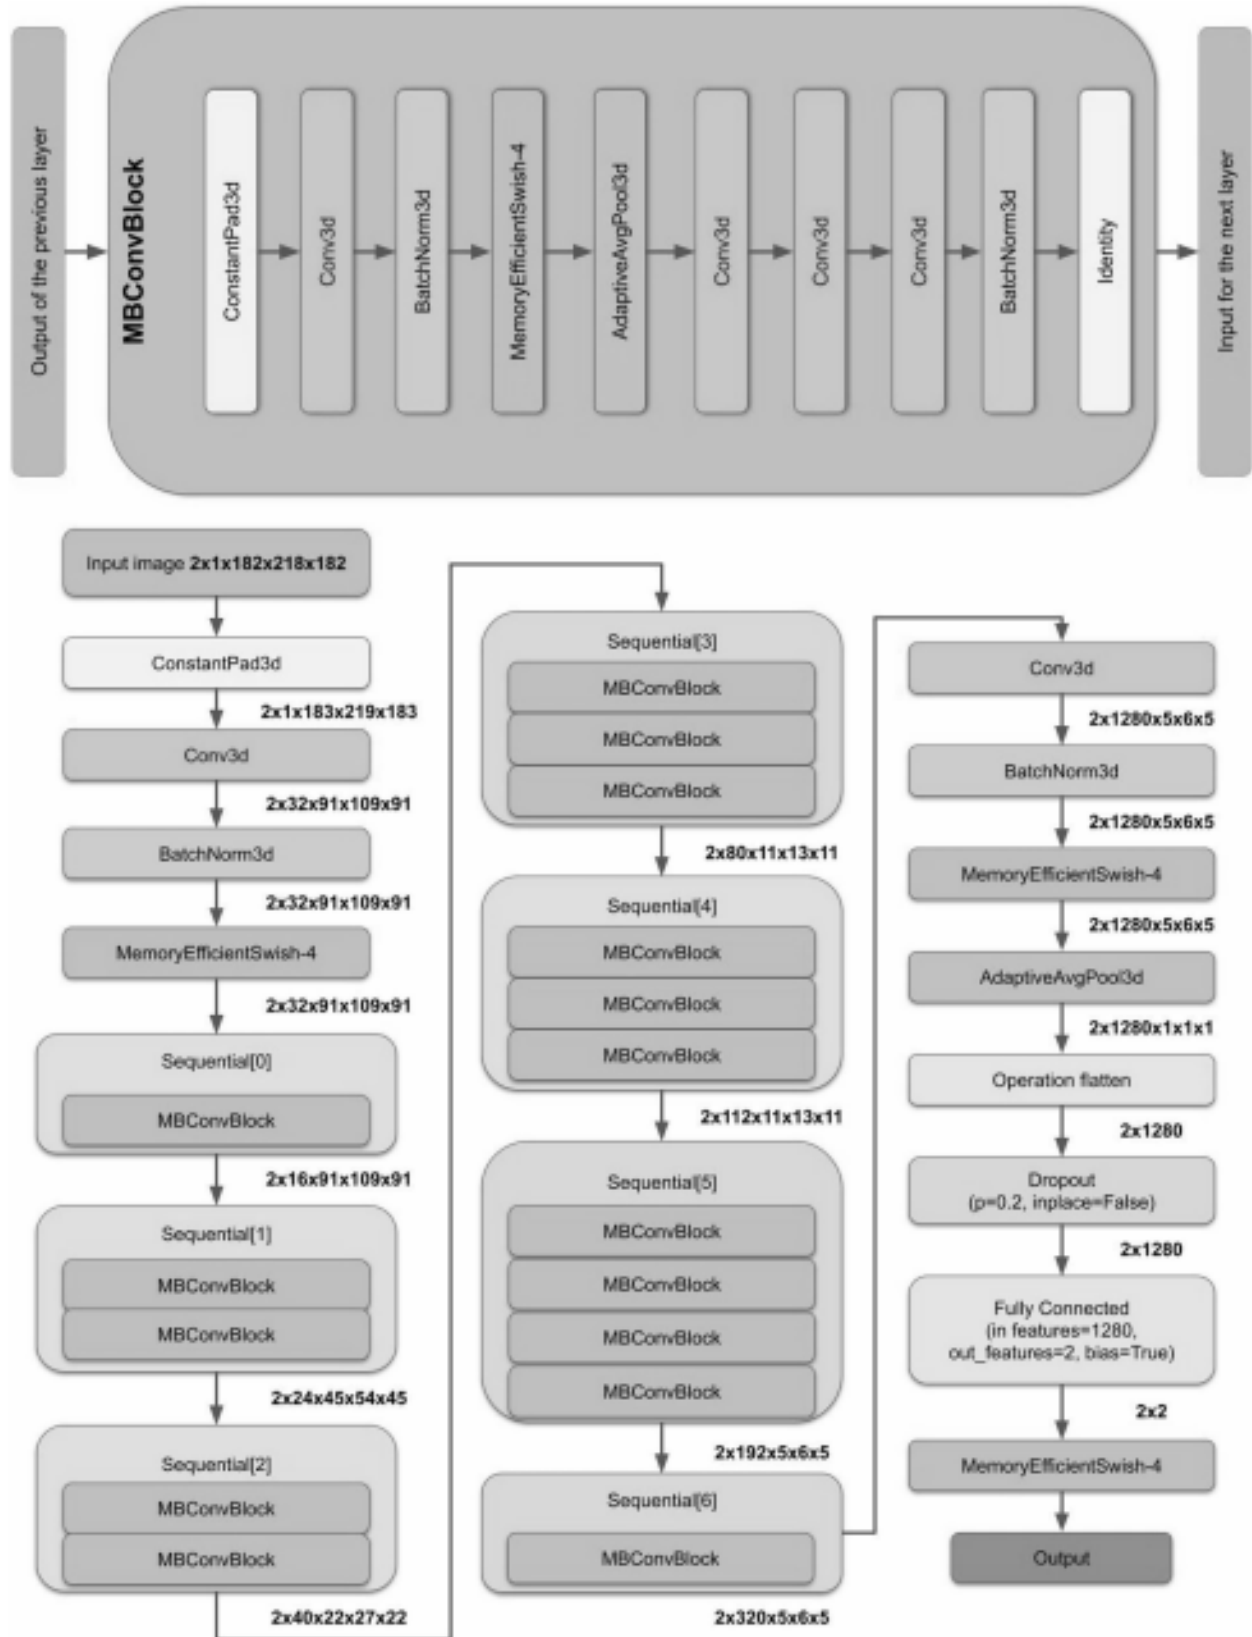 Output of the previous layer
MBConvBlock
ConstantPad3d
Conv3d
BatchNorm3d
MemoryEfficientSwish-4
AdaptiveAvgPool3d
Conv3d
Conv3d
Conv3d
BatchNorm3d
Identity
Input for the next layer
Input image 2x1x182x218x182
ConstantPad3d
2x1x183x219x183
Conv3d
2x32x91x109x91
BatchNorm3d
2x32x91x109x91
MemoryEfficientSwish-4
2x32x91x109x91
Sequential[0]
MBConvBlock
2x16x91x109x91
Sequential[1]
MBConvBlock
MBConvBlock
2x24x45x54x45
Sequential[2]
MBConvBlock
MBConvBlock
2x40x22x27x22
Sequential[3]
MBConvBlock
MBConvBlock
MBConvBlock
2x80x11x13x11
Sequential[4]
MBConvBlock
MBConvBlock
MBConvBlock
2x112x11x13x11
Sequential[5]
MBConvBlock
MBConvBlock
MBConvBlock
MBConvBlock
2x192x5x6x5
Sequential[6]
MBConvBlock
2x320x5x6x5
Conv3d
2x1280x5x6x5
BatchNorm3d
2x1280x5x6x5
MemoryEfficientSwish-4
2x1280x5x6x5
AdaptiveAvgPool3d
2x1280x1x1x1
Operation flatten
2x1280
Dropout
(p=0.2, inplace=False)
2x1280
Fully Connected
(in features=1280,
out_features=2, bias=True)
2x2
MemoryEfficientSwish-4
Output